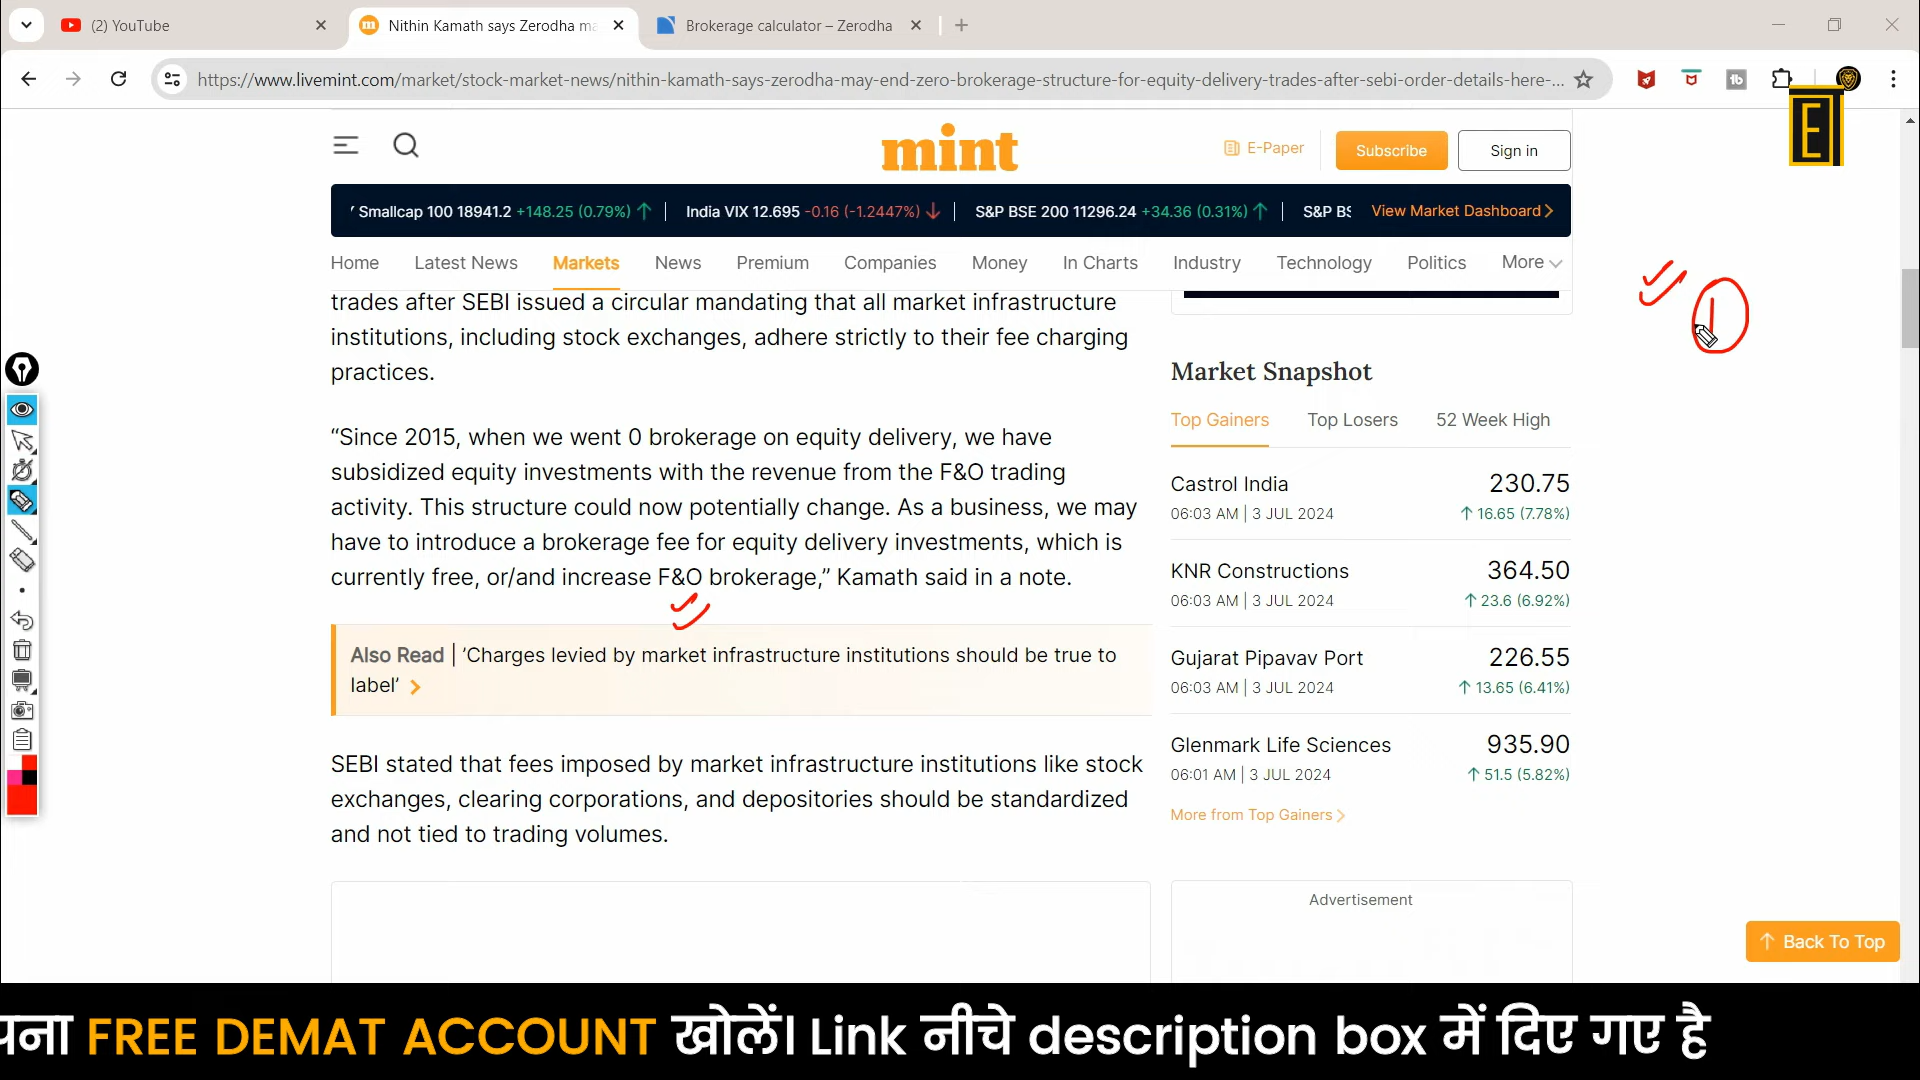 (2) YouTube
Nithin Kamath says Zerodha ma
Brokerage calculator – Zerodha
https://www.livemint.com/market/stock-market-news/nithin-kamath-says-zerodha-may-end-zero-brokerage-structure-for-equity-delivery-trades-after-sebi-order-details-here-...
mint
E-Paper
Subscribe
Sign in
Smallcap 100 18941.2 +148.25 (0.79%)
India VIX 12.695 -0.16 (-1.2447%)
S&P BSE 200 11296.24 +34.36 (0.31%)
S&P BS
View Market Dashboard
Home Latest News Markets News Premium Companies Money In Charts Industry Technology Politics More
trades after SEBI issued a circular mandating that all market infrastructure
institutions, including stock exchanges, adhere strictly to their fee charging
practices.
“Since 2015, when we went 0 brokerage on equity delivery, we have
subsidized equity investments with the revenue from the F&O trading
activity. This structure could now potentially change. As a business, we may
have to introduce a brokerage fee for equity delivery investments, which is
currently free, or/and increase F&O brokerage,” Kamath said in a note.
Also Read | ‘Charges levied by market infrastructure institutions should be true to
label’
SEBI stated that fees imposed by market infrastructure institutions like stock
exchanges, clearing corporations, and depositories should be standardized
and not tied to trading volumes.
Market Snapshot
Top Gainers Top Losers 52 Week High
Castrol India 230.75
06:03 AM | 3 JUL 2024 16.65 (7.78%)
KNR Constructions 364.50
06:03 AM | 3 JUL 2024 23.6 (6.92%)
Gujarat Pipavav Port 226.55
06:03 AM | 3 JUL 2024 13.65 (6.41%)
Glenmark Life Sciences 935.90
06:01 AM | 3 JUL 2024 51.5 (5.82%)
More from Top Gainers
Advertisement
Back To Top
1
पना FREE DEMAT ACCOUNT खोलें। Link नीचे description box में दिए गए है